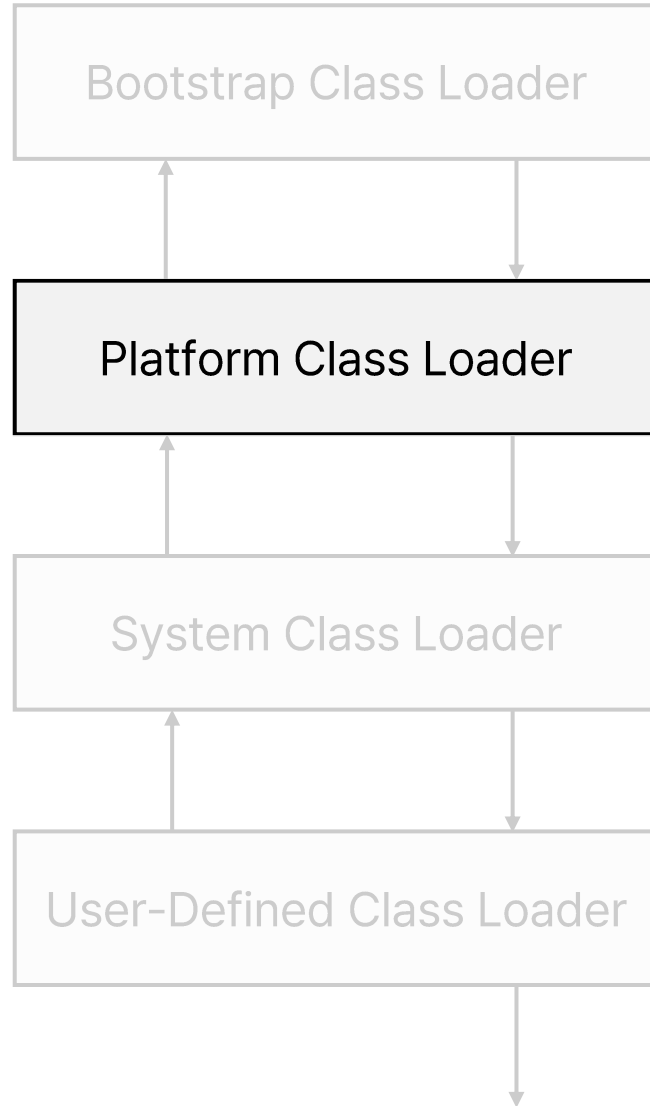 Bootstrap Class Loader
Platform Class Loader
System Class Loader
User-Defined Class Loader